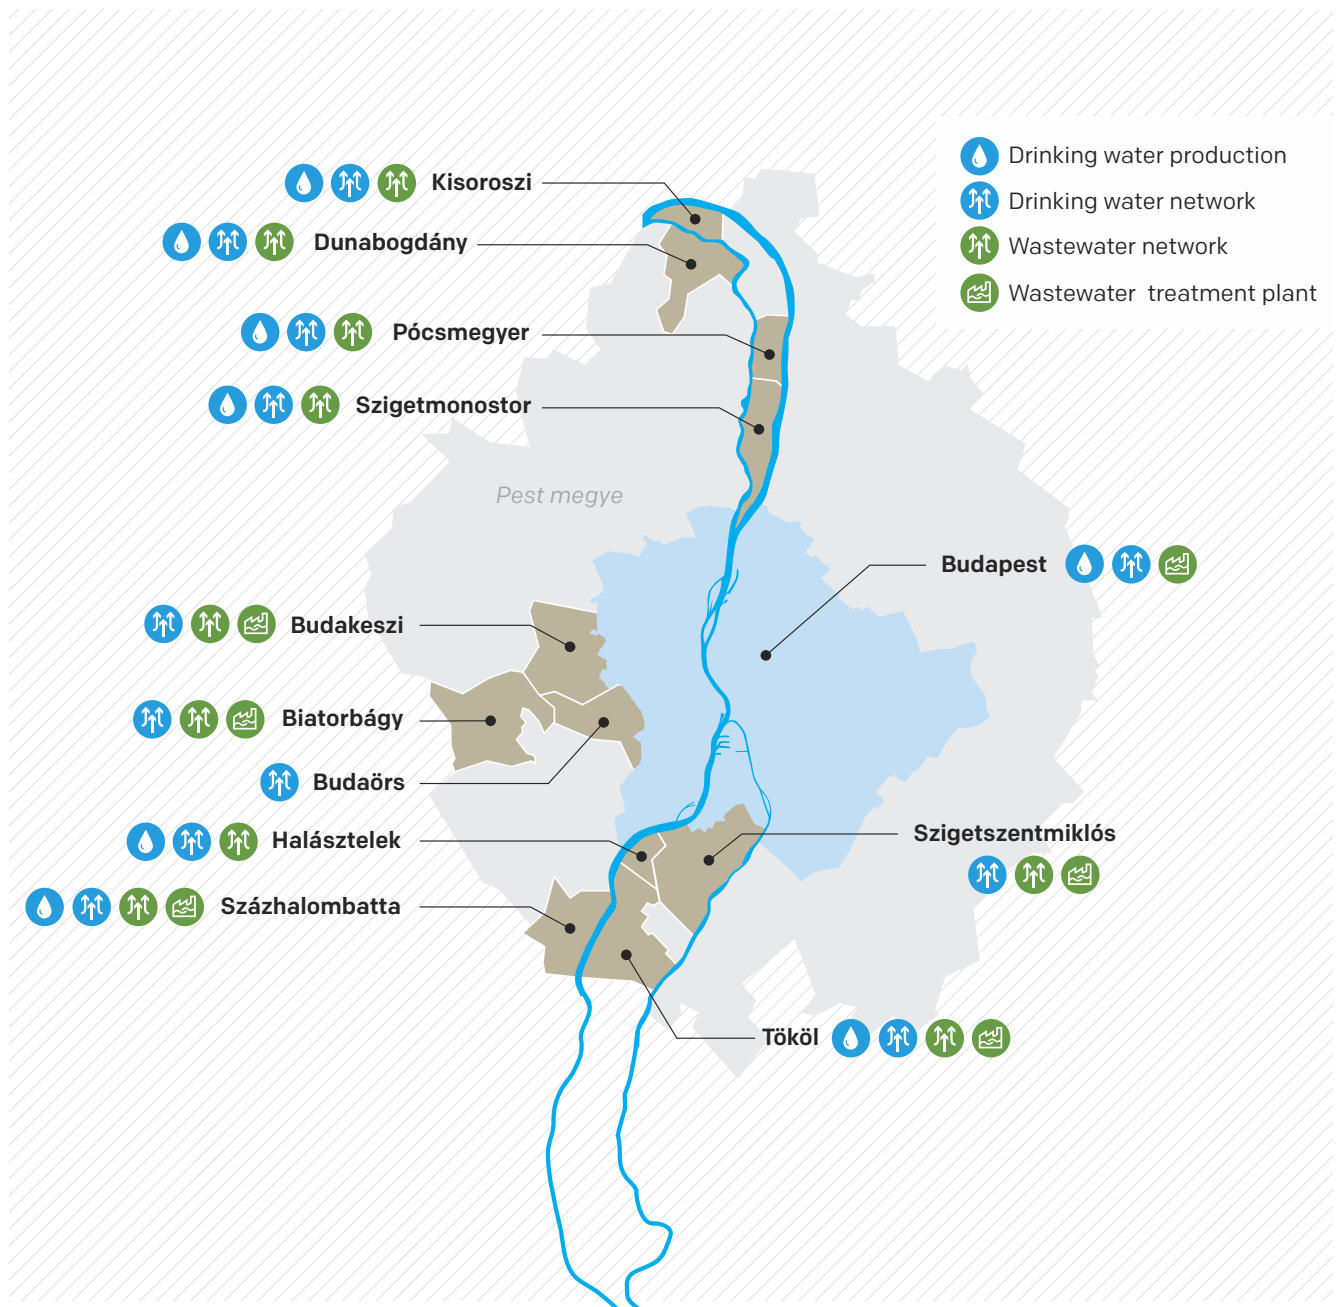 Drinking water production
Drinking water network
Wastewater network
Wastewater  treatment plant
Kisoroszi
Dunabogdány
Pócsmegyer
Szigetmonostor
Pest megye
Budapest
Budakeszi
Biatorbágy
Budaörs
Halásztelek
Szigetszentmiklós
Százhalombatta
Tököl